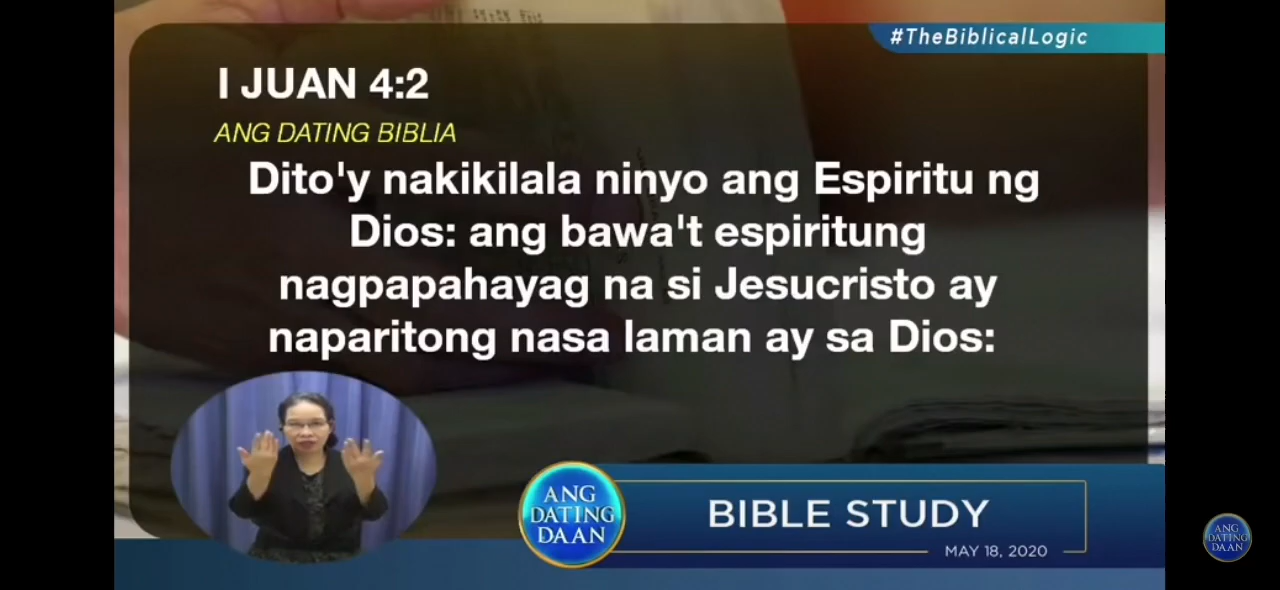 #TheBiblicalLogic
I JUAN 4:2
ANG DATING BIBLIA
Dito'y nakikilala ninyo ang Espiritu ng
Dios: ang bawa't espiritung
nagpapahayag na si Jesucristo ay
naparitong nasa laman ay sa Dios:
ANG
DATING
DAAN
BIBLE STUDY
MAY 18, 2020
ANG
DATING
DAAN